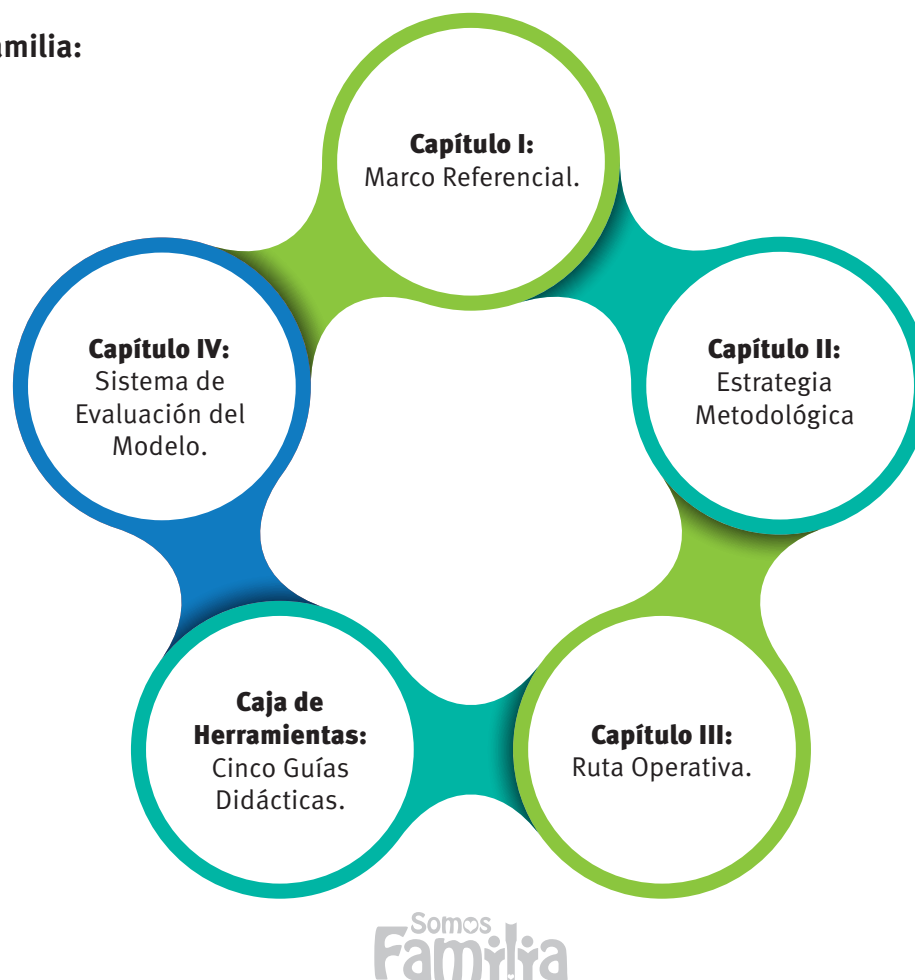 amilia:
Capítulo I:
Marco Referencial.
Capítulo II:
Estrategia
Metodológica
Capítulo III:
Ruta Operativa.
Caja de
Herramientas:
Cinco Guías
Didácticas.
Capítulo IV:
Sistema de
Evaluación del
Modelo.
Somos
Familia